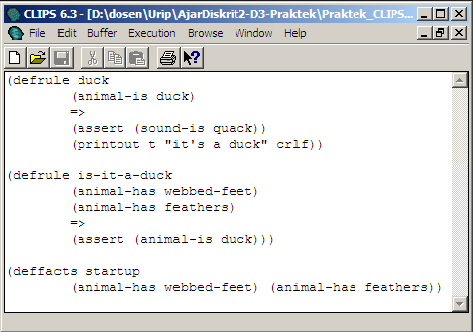 CLIPS 6.3 - [D:\dosen\Urip\AjarDiskrit2-D3-Praktek\Praktek_CLIPS...
File Edit Buffer Execution Browse Window Help
(defrule duck
(animal-is duck)
=>
(assert (sound-is quack))
(printout t "it's a duck" crlf))
(defrule is-it-a-duck
(animal-has webbed-feet)
(animal-has feathers)
=>
(assert (animal-is duck)))
(deffacts startup
(animal-has webbed-feet) (animal-has feathers))